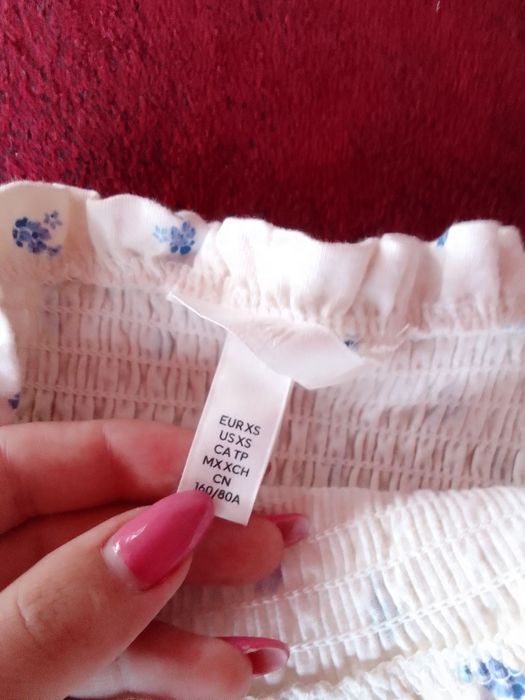 EUR XS
US XS
CA TP
MX XCH
CN
160/80A